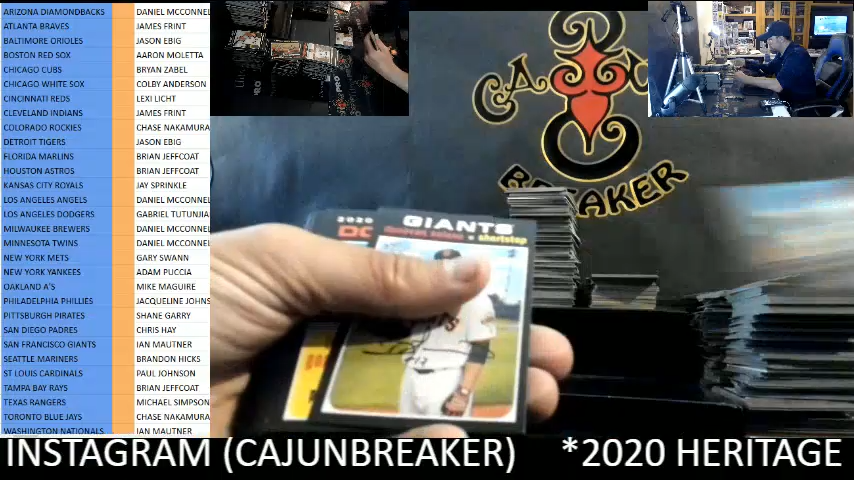 ARIZONA DIAMONDBACKS DANIEL MCCONNEL
ATLANTA BRAVES JAMES FRINT
BALTIMORE ORIOLES JASON EBIG
BOSTON RED SOX AARON MOLETTA
CHICAGO CUBS BRYAN ZABEL
CHICAGO WHITE SOX COLBY ANDERSON
CINCINNATI REDS LEXI LICHT
CLEVELAND INDIANS JAMES FRINT
COLORADO ROCKIES CHASE NAKAMURA
DETROIT TIGERS JASON EBIG
FLORIDA MARLINS BRIAN JEFFCOAT
HOUSTON ASTROS BRIAN JEFFCOAT
KANSAS CITY ROYALS JAY SPRINKLE
LOS ANGELES ANGELS DANIEL MCCONNEL
LOS ANGELES DODGERS GABRIEL TUTUNJIA
MILWAUKEE BREWERS DANIEL MCCONNEL
MINNESOTA TWINS DANIEL MCCONNEL
NEW YORK METS GARY SWANN
NEW YORK YANKEES ADAM PUCCIA
OAKLAND A'S MIKE MAGUIRE
PHILADELPHIA PHILLIES JACQUELINE JOHNS
PITTSBURGH PIRATES SHANE GARRY
SAN DIEGO PADRES CHRIS HAY
SAN FRANCISCO GIANTS IAN MAUTNER
SEATTLE MARINERS BRANDON HICKS
ST LOUIS CARDINALS PAUL JOHNSON
TAMPA BAY RAYS BRIAN JEFFCOAT
TEXAS RANGERS MICHAEL SIMPSON
TORONTO BLUE JAYS CHASE NAKAMURA
WASHINGTON NATIONALS IAN MAUTNER
CAJU
BREAKER
2020 GIANTS
shortstop
INSTAGRAM (CAJUNBREAKER) *2020 HERITAGE